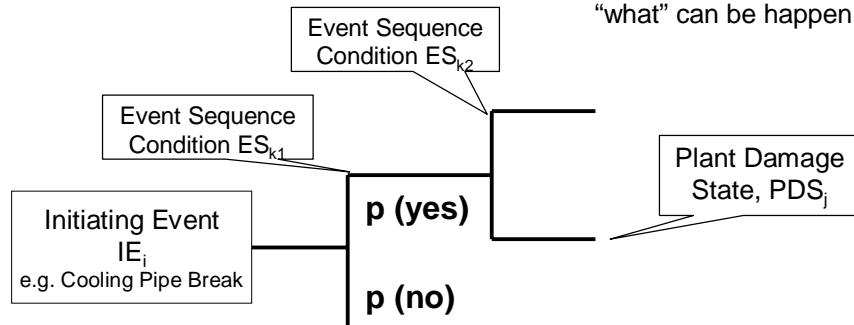 “what” can be happen
Event Sequence
Condition ES_k2
Event Sequence
Condition ES_k1
Plant Damage
State, PDS_j
Initiating Event
IE_i
e.g. Cooling Pipe Break
p (yes)
p (no)